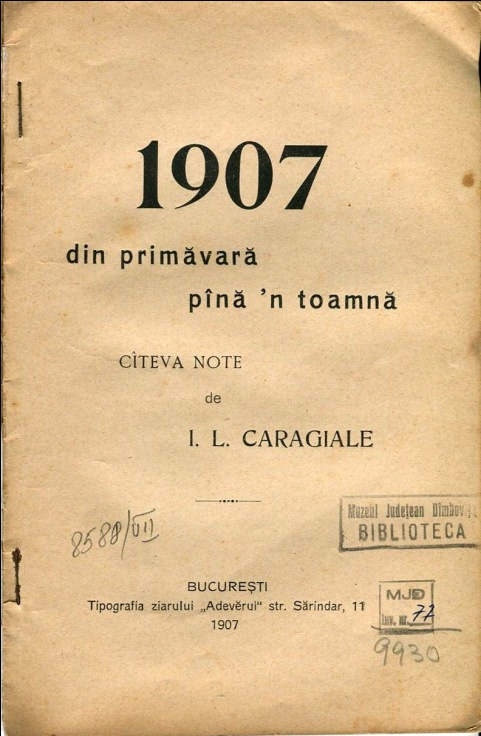 1907
din primăvară
pînă 'n toamnă
CÎTEVA NOTE
de
I. L. CARAGIALE
8588/VII
Muzeul Judeţean Dîmbov
BIBLIOTECA
BUCUREŞTI
Tipografia ziarului „Adevĕrul" str. Sărindar, 11
1907
MJD
Inv. nr. 77
9930